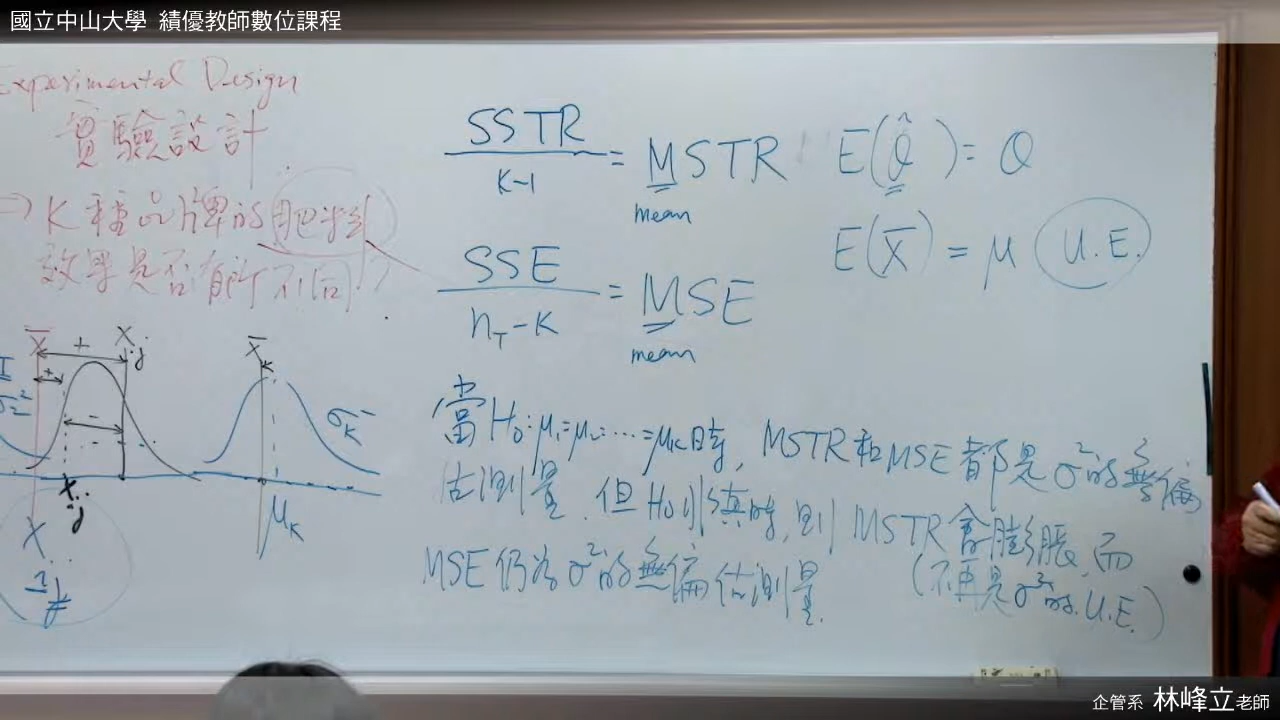 國立中山大學 績優教師數位課程
Experimental Design
實驗設計
⇒ K種品牌的肥料
效果是否有所不同?
SSTR / K-1 = MSTR
mean
SSE / n_T-K = MSE
mean
E(θ̂) = θ
E(X̄) = μ U.E.
X̄ + X_ij
+
I
σ₂²
-
X̄.j
X̄..
X̄_K
σ_K²
μ_K
當H₀:μ₁=μ₂=…=μ_K時, MSTR和MSE都是σ²的無偏
估測量. 但H₀不真時, 則MSTR會膨脹, 而
(不再是σ²的U.E.)
MSE仍為σ²的無偏估測量.
企管系 林峰立老師